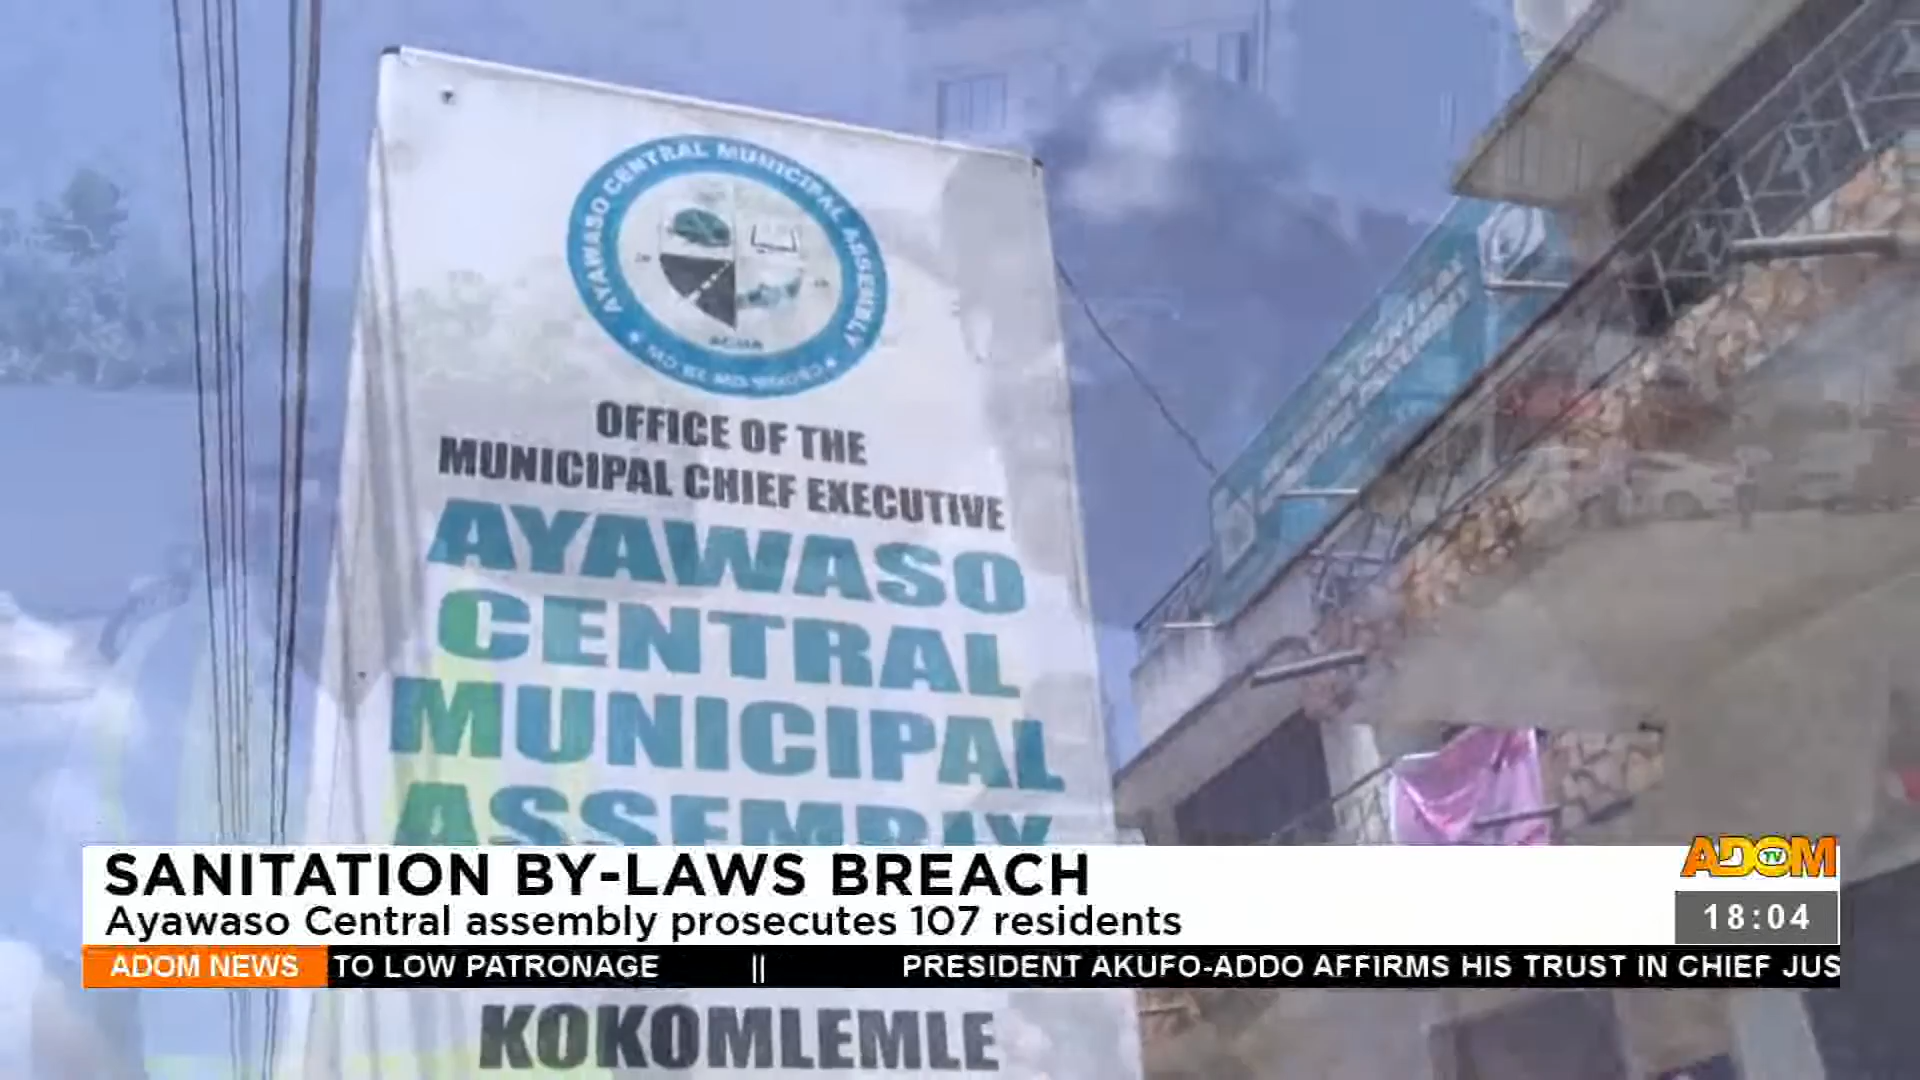 AYAWASO CENTRAL MUNICIPAL ASSEMBLY
ACMA
OFFICE OF THE
MUNICIPAL CHIEF EXECUTIVE
AYAWASO
CENTRAL
MUNICIPAL
ASSEMBLY
SANITATION BY-LAWS BREACH
Ayawaso Central assembly prosecutes 107 residents
ADOM TV
18:04
ADOM NEWS TO LOW PATRONAGE || PRESIDENT AKUFO-ADDO AFFIRMS HIS TRUST IN CHIEF JUS
KOKOMLEMLE